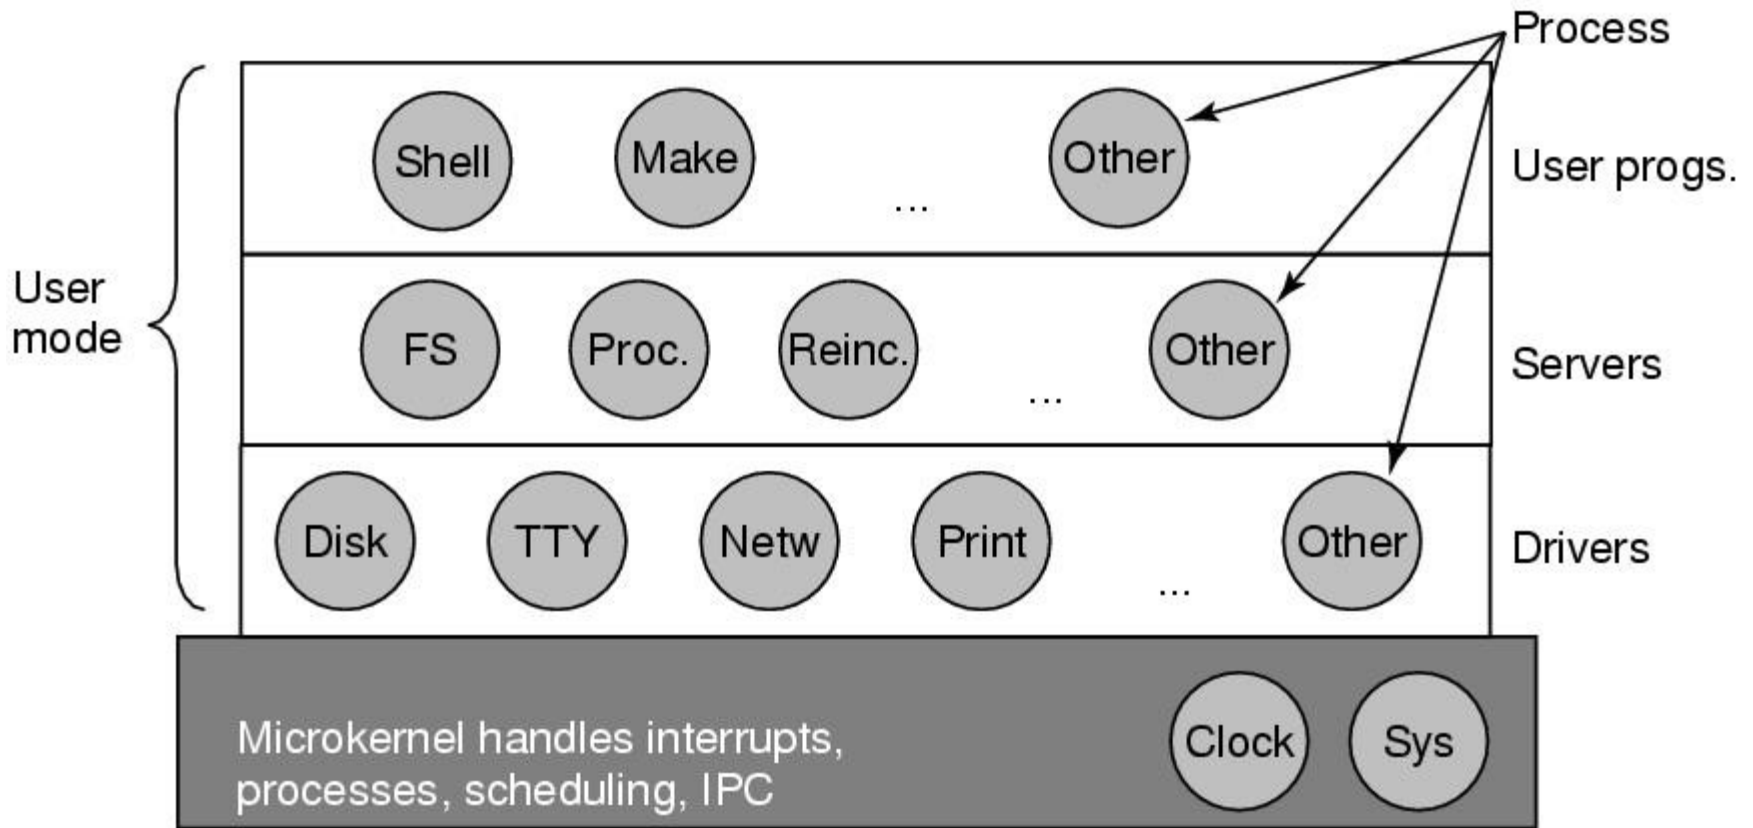 Process
Shell
Make
...
Other
User progs.
User
mode
FS
Proc.
Reinc.
...
Other
Servers
Disk
TTY
Netw
Print
...
Other
Drivers
Microkernel handles interrupts,
processes, scheduling, IPC
Clock
Sys